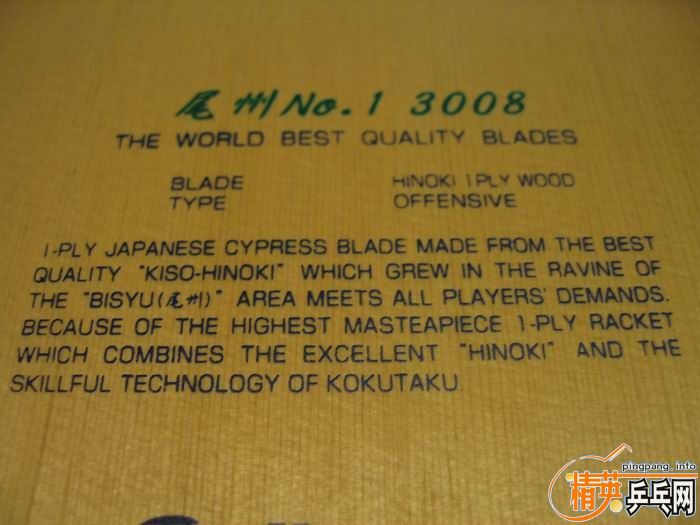 尾州No.1 3008
THE WORLD BEST QUALITY BLADES
BLADE HINOKI 1PLY WOOD
TYPE OFFENSIVE
1-PLY JAPANESE CYPRESS BLADE MADE FROM THE BEST
QUALITY "KISO-HINOKI" WHICH GREW IN THE RAVINE OF
THE "BISYU(尾州)" AREA MEETS ALL PLAYERS' DEMANDS.
BECAUSE OF THE HIGHEST MASTEAPIECE 1-PLY RACKET
WHICH COMBINES THE EXCELLENT "HINOKI" AND THE
SKILLFUL TECHNOLOGY OF KOKUTAKU.
pingpang.info
精英乒乓网